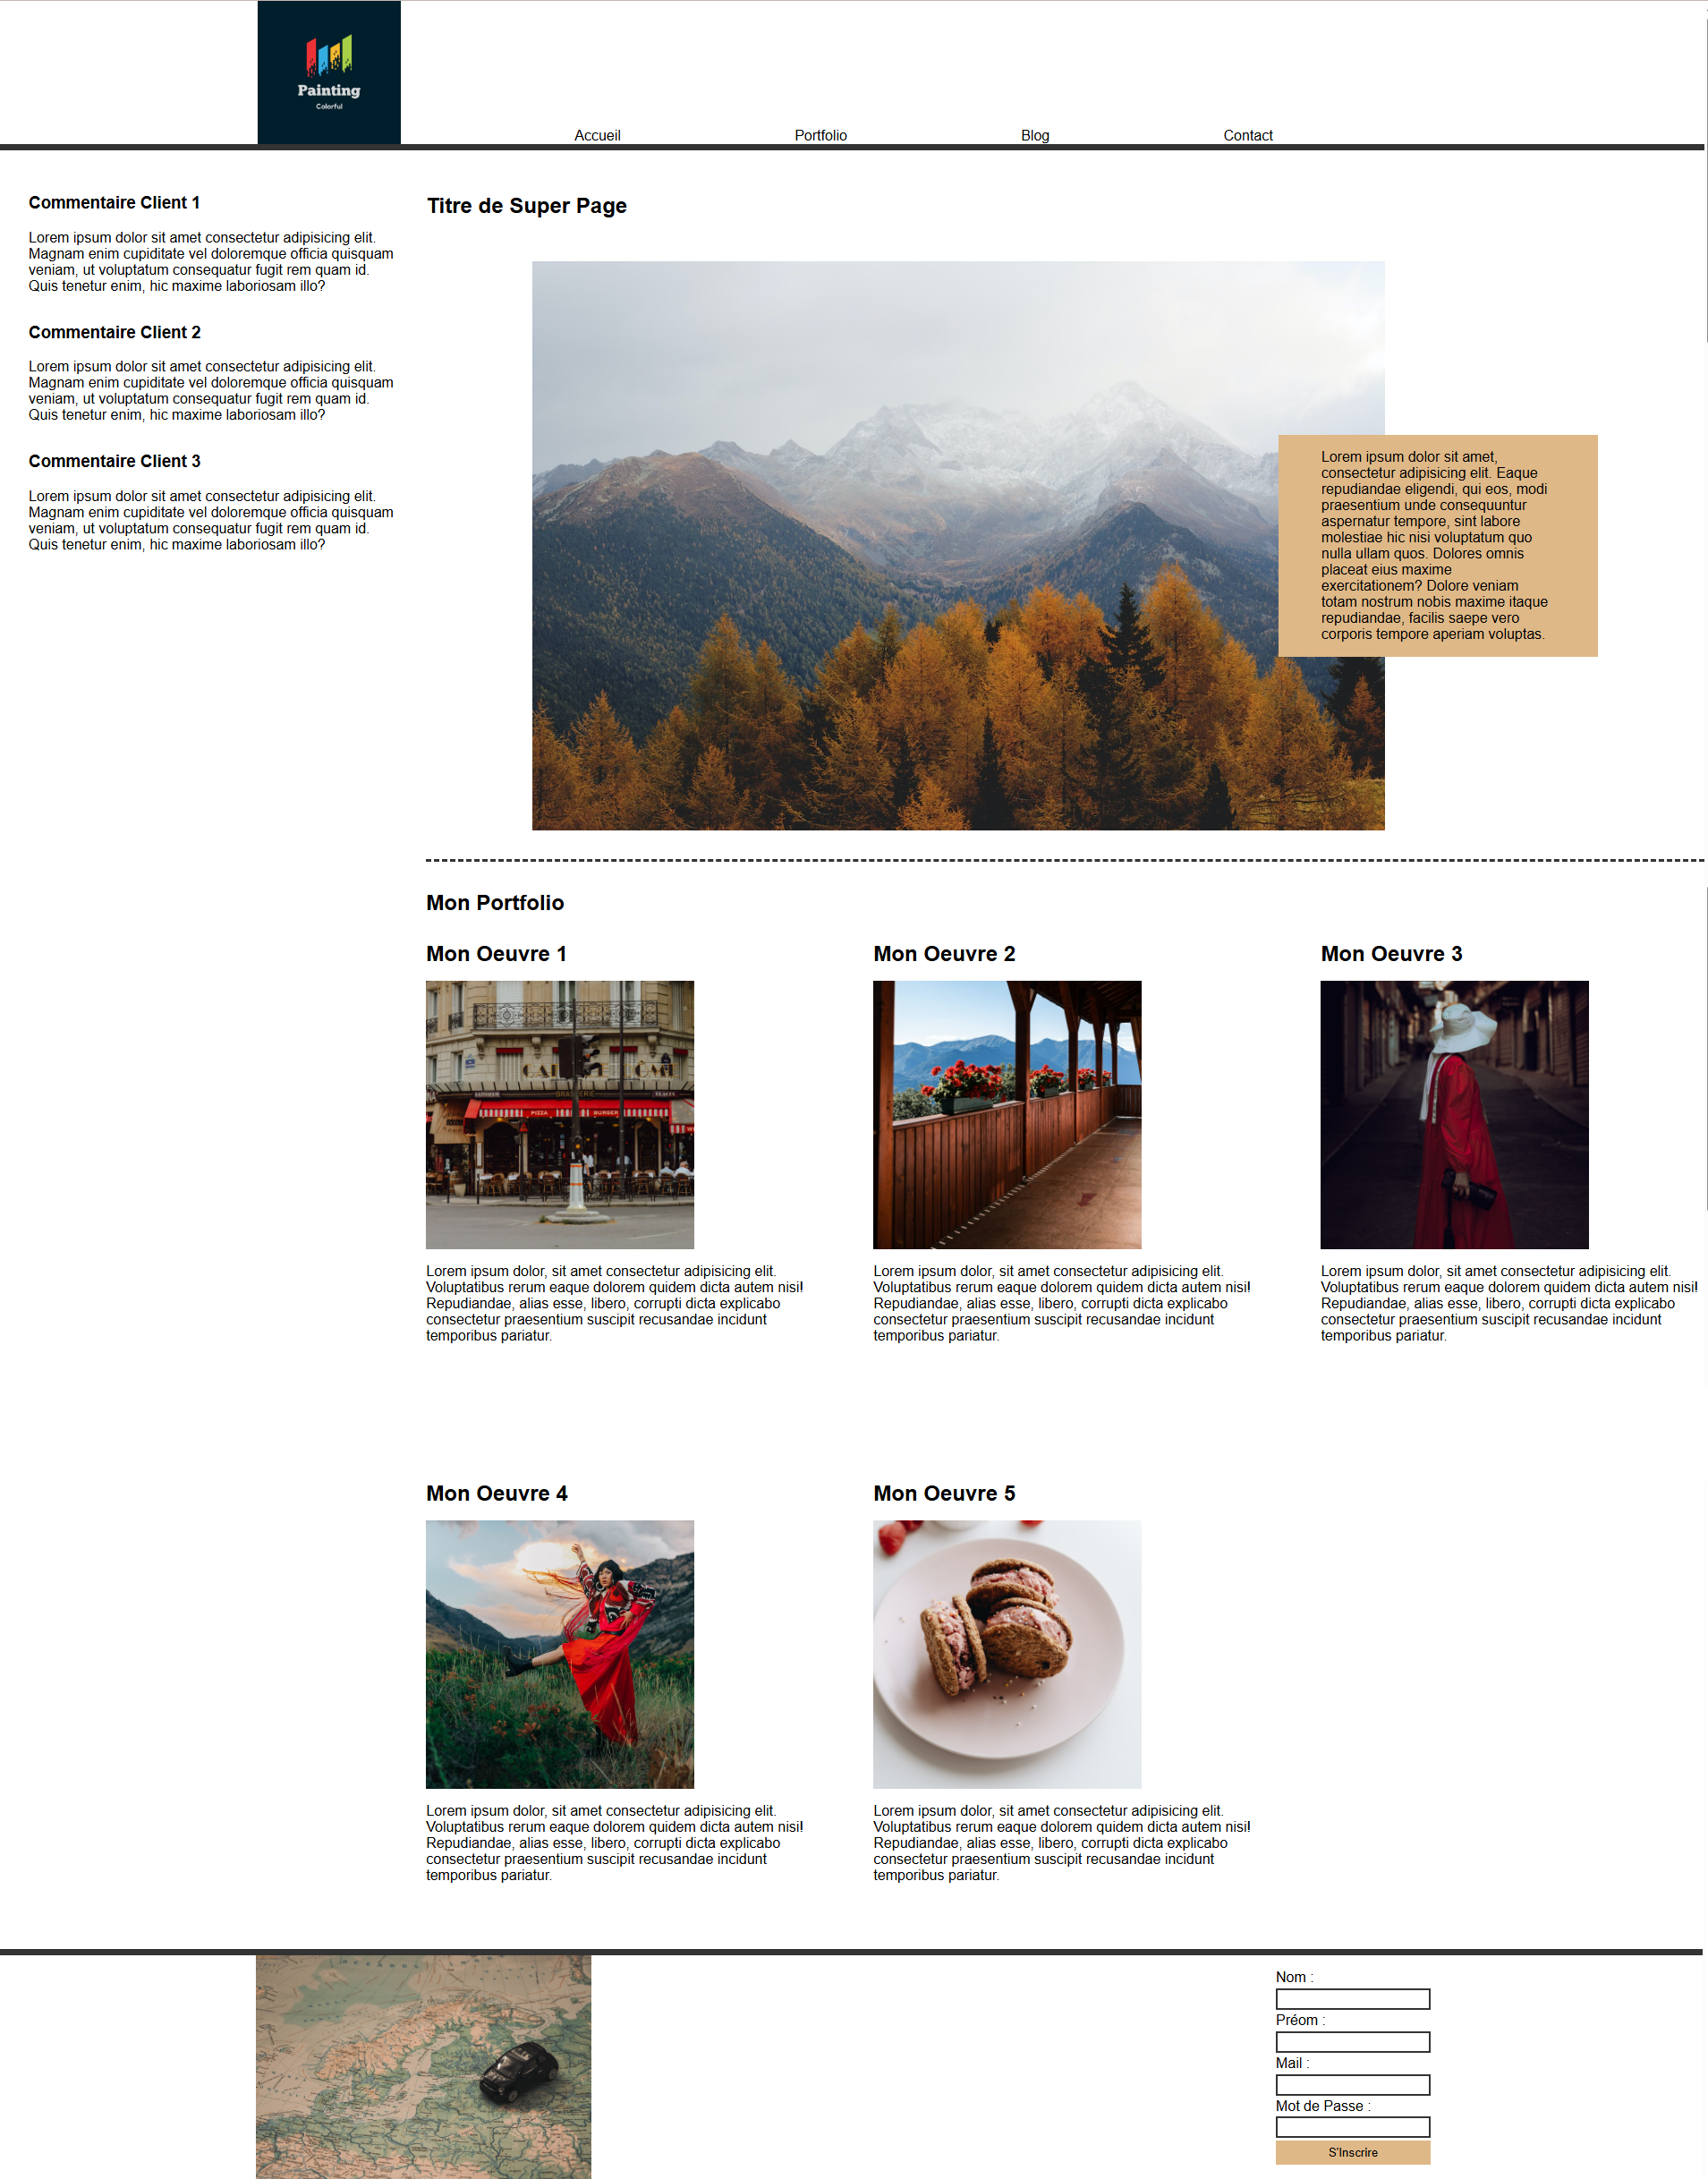 Painting
Colorful
Accueil
Portfolio
Blog
Contact
Commentaire Client 1
Lorem ipsum dolor sit amet consectetur adipisicing elit.
Magnam enim cupiditate vel doloremque officia quisquam
veniam, ut voluptatum consequatur fugit rem quam id.
Quis tenetur enim, hic maxime laboriosam illo?
Commentaire Client 2
Lorem ipsum dolor sit amet consectetur adipisicing elit.
Magnam enim cupiditate vel doloremque officia quisquam
veniam, ut voluptatum consequatur fugit rem quam id.
Quis tenetur enim, hic maxime laboriosam illo?
Commentaire Client 3
Lorem ipsum dolor sit amet consectetur adipisicing elit.
Magnam enim cupiditate vel doloremque officia quisquam
veniam, ut voluptatum consequatur fugit rem quam id.
Quis tenetur enim, hic maxime laboriosam illo?
Titre de Super Page
Lorem ipsum dolor sit amet,
consectetur adipisicing elit. Eaque
repudiandae eligendi, qui eos, modi
praesentium unde consequuntur
aspernatur tempore, sint labore
molestiae hic nisi voluptatum quo
nulla ullam quos. Dolores omnis
placeat eius maxime
exercitationem? Dolore veniam
totam nostrum nobis maxime itaque
repudiandae, facilis saepe vero
corporis tempore aperiam voluptas.
Mon Portfolio
Mon Oeuvre 1
BRASSERIE
PIZZA
BURGER
Lorem ipsum dolor, sit amet consectetur adipisicing elit.
Voluptatibus rerum eaque dolorem quidem dicta autem nisi!
Repudiandae, alias esse, libero, corrupti dicta explicabo
consectetur praesentium suscipit recusandae incidunt
temporibus pariatur.
Mon Oeuvre 2
Lorem ipsum dolor, sit amet consectetur adipisicing elit.
Voluptatibus rerum eaque dolorem quidem dicta autem nisi!
Repudiandae, alias esse, libero, corrupti dicta explicabo
consectetur praesentium suscipit recusandae incidunt
temporibus pariatur.
Mon Oeuvre 3
Lorem ipsum dolor, sit amet consectetur adipisicing elit.
Voluptatibus rerum eaque dolorem quidem dicta autem nisi!
Repudiandae, alias esse, libero, corrupti dicta explicabo
consectetur praesentium suscipit recusandae incidunt
temporibus pariatur.
Mon Oeuvre 4
Lorem ipsum dolor, sit amet consectetur adipisicing elit.
Voluptatibus rerum eaque dolorem quidem dicta autem nisi!
Repudiandae, alias esse, libero, corrupti dicta explicabo
consectetur praesentium suscipit recusandae incidunt
temporibus pariatur.
Mon Oeuvre 5
Lorem ipsum dolor, sit amet consectetur adipisicing elit.
Voluptatibus rerum eaque dolorem quidem dicta autem nisi!
Repudiandae, alias esse, libero, corrupti dicta explicabo
consectetur praesentium suscipit recusandae incidunt
temporibus pariatur.
Nom :
Préom :
Mail :
Mot de Passe :
S'Inscrire